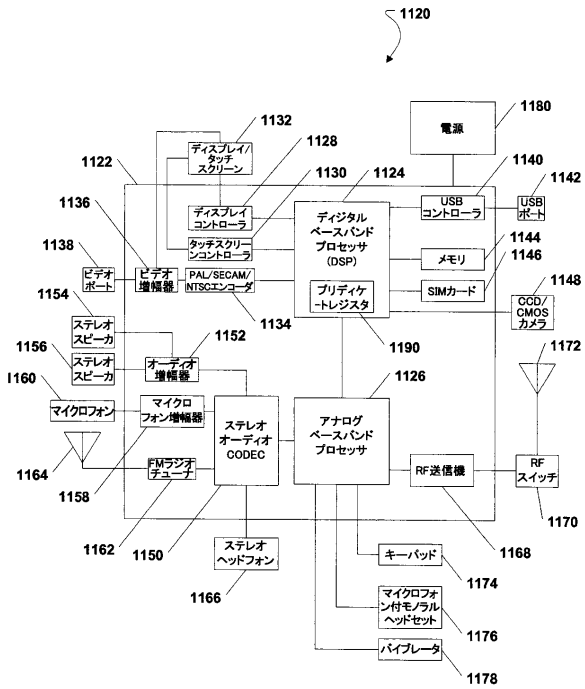 1120
1132
1180
ディスプレイ/
タッチ
スクリーン
1128
電源
1122
1130
1124
1140
1136
ディスプレイ
コントローラ
ディジタル
ベースバンド
プロセッサ
(DSP)
USB
コントローラ
1142
USB
ポート
1138
タッチスクリー
ンコントローラ
1144
ビデオ
ポート
ビデオ
増幅器
PAL/SECAM/
NTSCエンコーダ
メモリ
1146
1154
1134
プリディケ
ートレジスタ
SIMカード
1148
CCD/
CMOS
カメラ
ステレオ
スピーカ
1152
1190
1156
1172
ステレオ
スピーカ
オーディオ
増幅器
1126
1160
マイクロフォン
マイクロ
フォン増幅器
ステレオ
オーディオ
CODEC
アナログ
ベースバンド
プロセッサ
1164
FMラジオ
チューナ
1158
RF送信機
RF
スイッチ
1162
1150
1168
1170
ステレオ
ヘッドフォン
1166
キーパッド
1174
マイクロフォ
ン付モノラル
ヘッドセット
1176
バイブレータ
1178